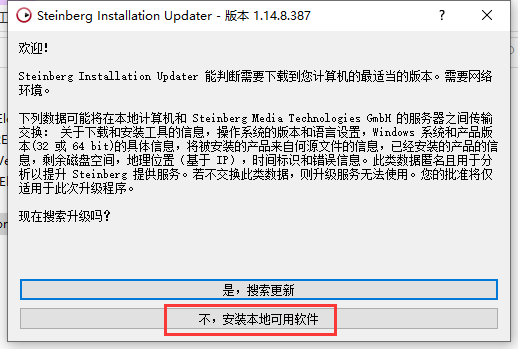 Steinberg Installation Updater - 版本 1.14.8.387
?
欢迎!
Steinberg Installation Updater 能判断需要下载到您计算机的最适当的版本。需要网络
环境。
下列数据可能将在本地计算机和 Steinberg Media Technologies GmbH 的服务器之间传输
交换： 关于下载和安装工具的信息，操作系统的版本和语言设置，Windows 系统和产品版
本(32 或 64 bit)的具体信息，将被安装的产品来自何源文件的信息，已经安装的产品的信
息，剩余磁盘空间，地理位置（基于 IP），时间标识和错误信息。此类数据匿名且用于分
析以提升 Steinberg 提供服务。若不交换此类数据，则升级服务无法使用。您的批准将仅
适用于此次升级程序。
现在搜索升级吗?
是，搜索更新
不，安装本地可用软件